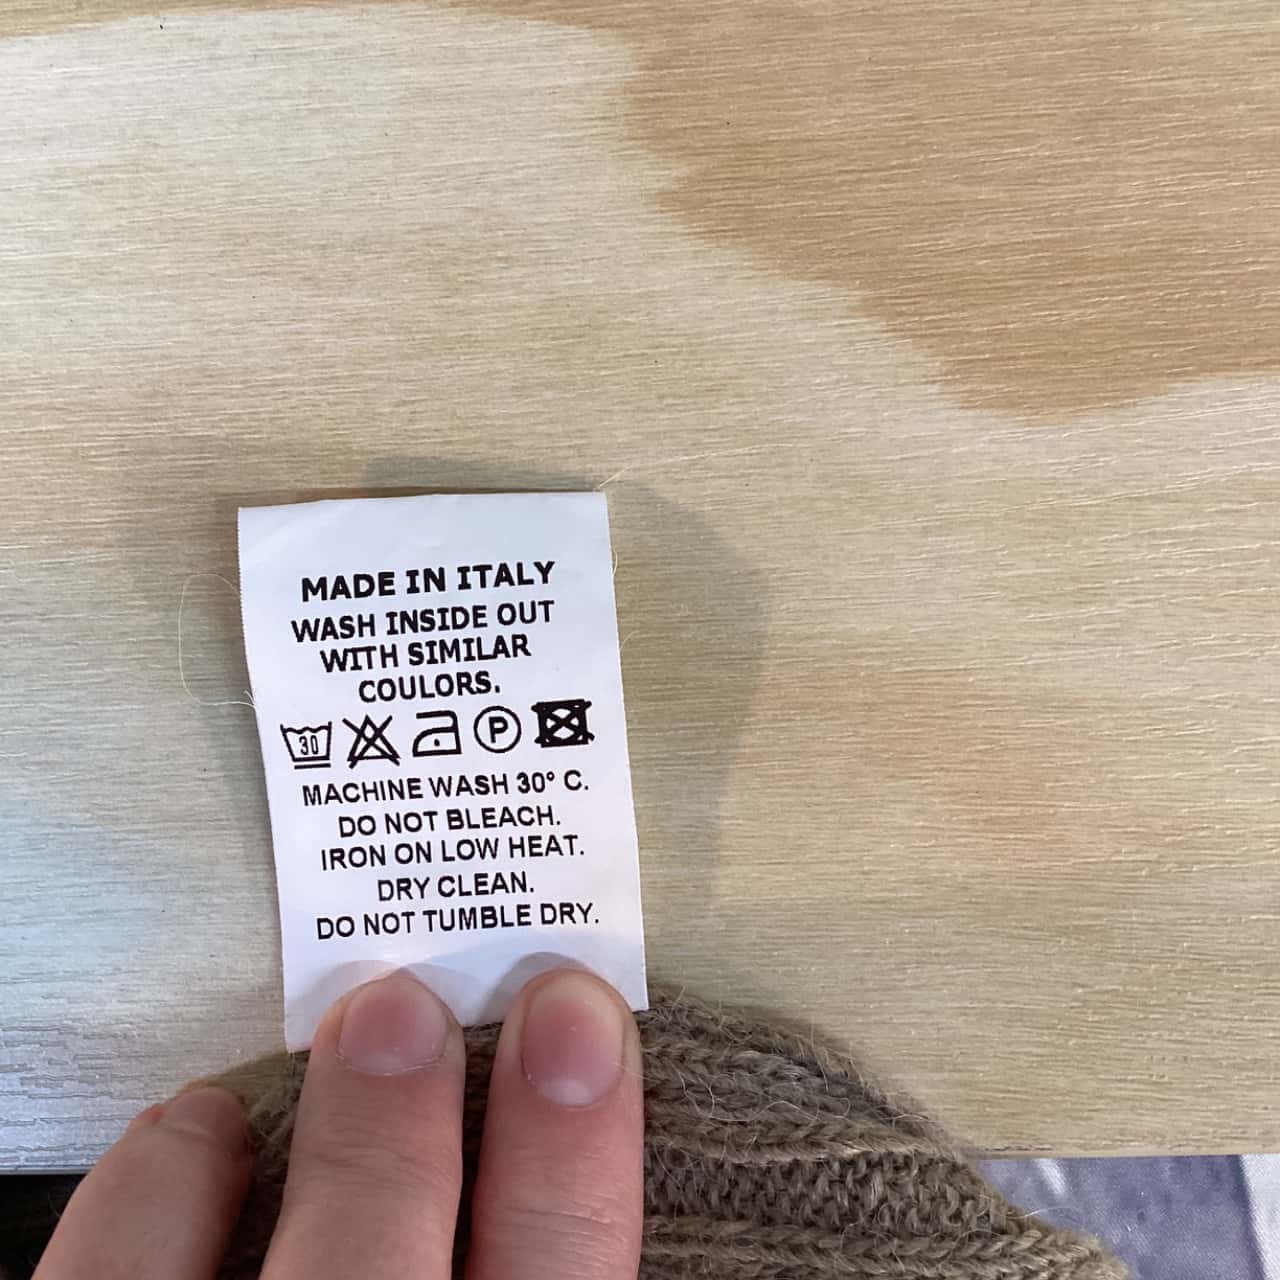 MADE IN ITALY
WASH INSIDE OUT
WITH SIMILAR
COULORS.
30 P
MACHINE WASH 30° C.
DO NOT BLEACH.
IRON ON LOW HEAT.
DRY CLEAN.
DO NOT TUMBLE DRY.